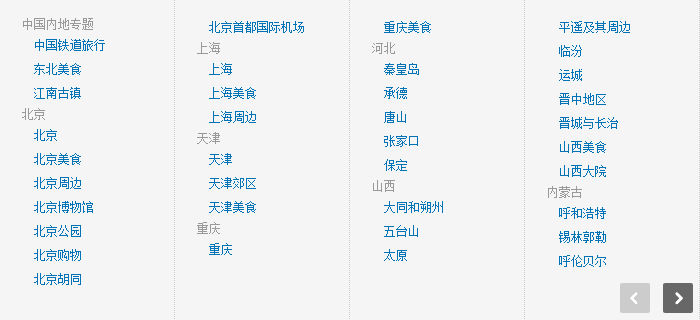 中国内地专题
中国铁道旅行
东北美食
江南古镇
北京
北京
北京美食
北京周边
北京博物馆
北京公园
北京购物
北京胡同
北京首都国际机场
上海
上海
上海美食
上海周边
天津
天津
天津郊区
天津美食
重庆
重庆
重庆美食
河北
秦皇岛
承德
唐山
张家口
保定
山西
大同和朔州
五台山
太原
平遥及其周边
临汾
运城
晋中地区
晋城与长治
山西美食
山西大院
内蒙古
呼和浩特
锡林郭勒
呼伦贝尔